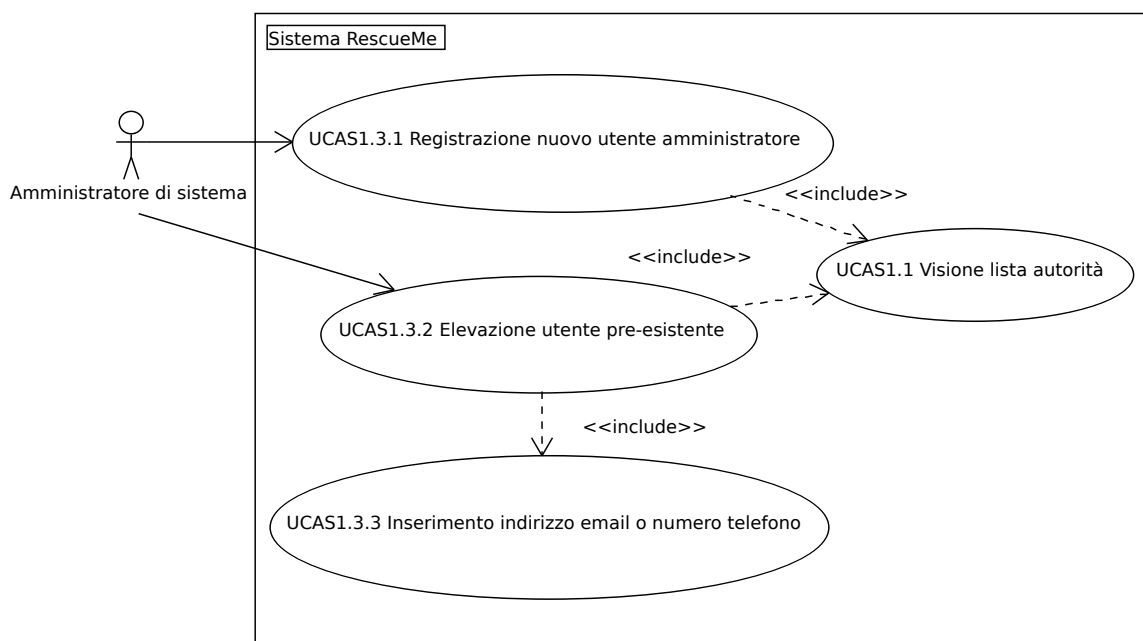 Sistema RescueMe
UCAS1.3.1 Registrazione nuovo utente amministratore
Amministratore di sistema
<<include>>
<<include>>
UCAS1.1 Visione lista autorità
UCAS1.3.2 Elevazione utente pre-esistente
<<include>>
UCAS1.3.3 Inserimento indirizzo email o numero telefono